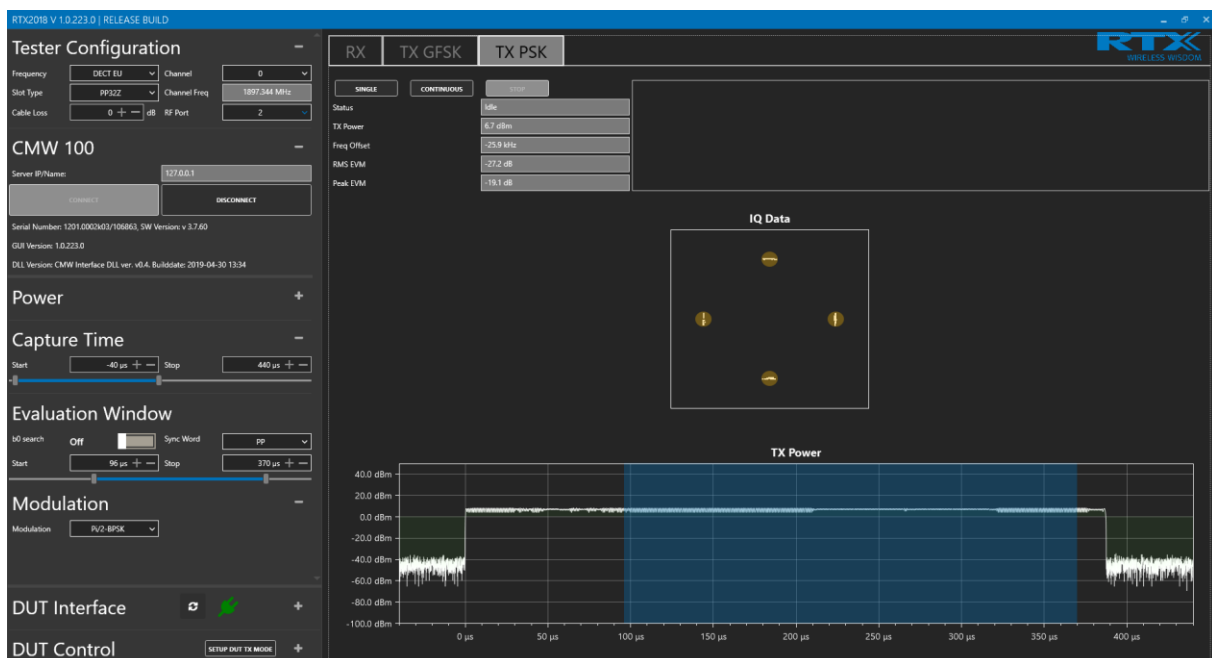 RTX2018 V 1.0.223.0 | RELEASE BUILD
Tester Configuration
Frequency DECT EU Channel 0
Slot Type PP32Z Channel Freq 1897.344 MHz
Cable Loss 0 dB RF Port 2
CMW 100
Server IP/Name: 127.0.0.1
CONNECT DISCONNECT
Serial Number: 1201.0002k03/106863, SW Version: v 3.7.60
GUI Version: 1.0.223.0
DLL Version: CMW Interface DLL ver. v0.4. Builddate: 2019-04-30 13:34
Power
Capture Time
Start -40 µs Stop 440 µs
Evaluation Window
b0 search Off Sync Word PP
Start 96 µs Stop 370 µs
Modulation
Modulation Pi/2-BPSK
DUT Interface
DUT Control SETUP DUT TX MODE
RX TX GFSK TX PSK
RTX
WIRELESS WISDOM
SINGLE CONTINUOUS STOP
Status Idle
TX Power 6.7 dBm
Freq Offset -25.9 kHz
RMS EVM -27.2 dB
Peak EVM -19.1 dB
IQ Data
TX Power
40.0 dBm
20.0 dBm
0.0 dBm
-20.0 dBm
-40.0 dBm
-60.0 dBm
-80.0 dBm
-100.0 dBm
0 µs 50 µs 100 µs 150 µs 200 µs 250 µs 300 µs 350 µs 400 µs